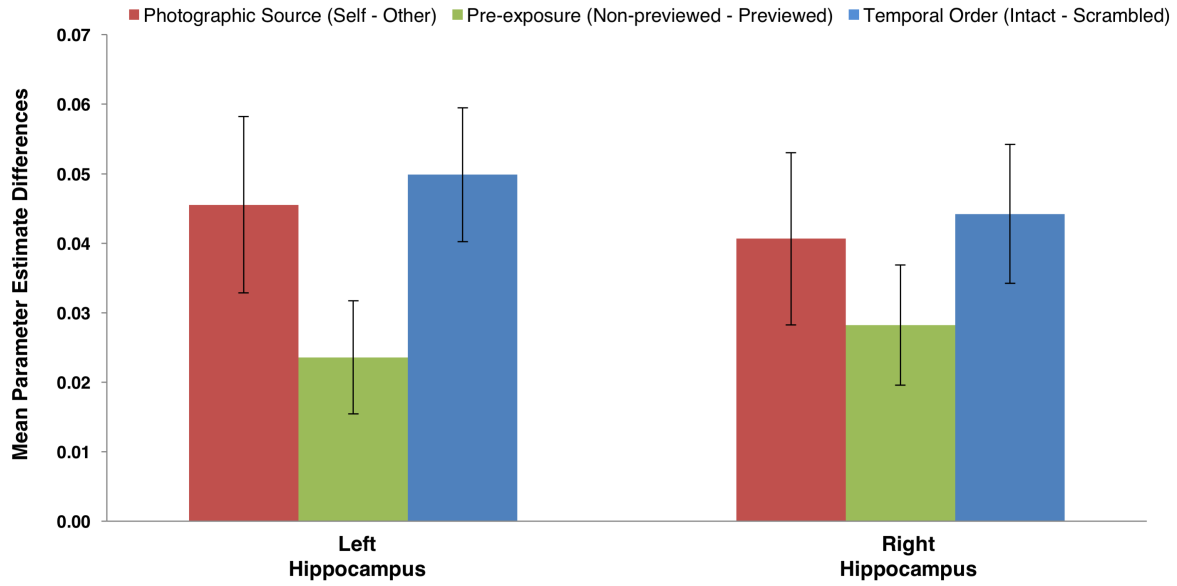 Photographic Source (Self - Other) Pre-exposure (Non-previewed - Previewed) Temporal Order (Intact - Scrambled)
Mean Parameter Estimate Differences
0.07
0.06
0.05
0.04
0.03
0.02
0.01
0.00
Left
Hippocampus
Right
Hippocampus